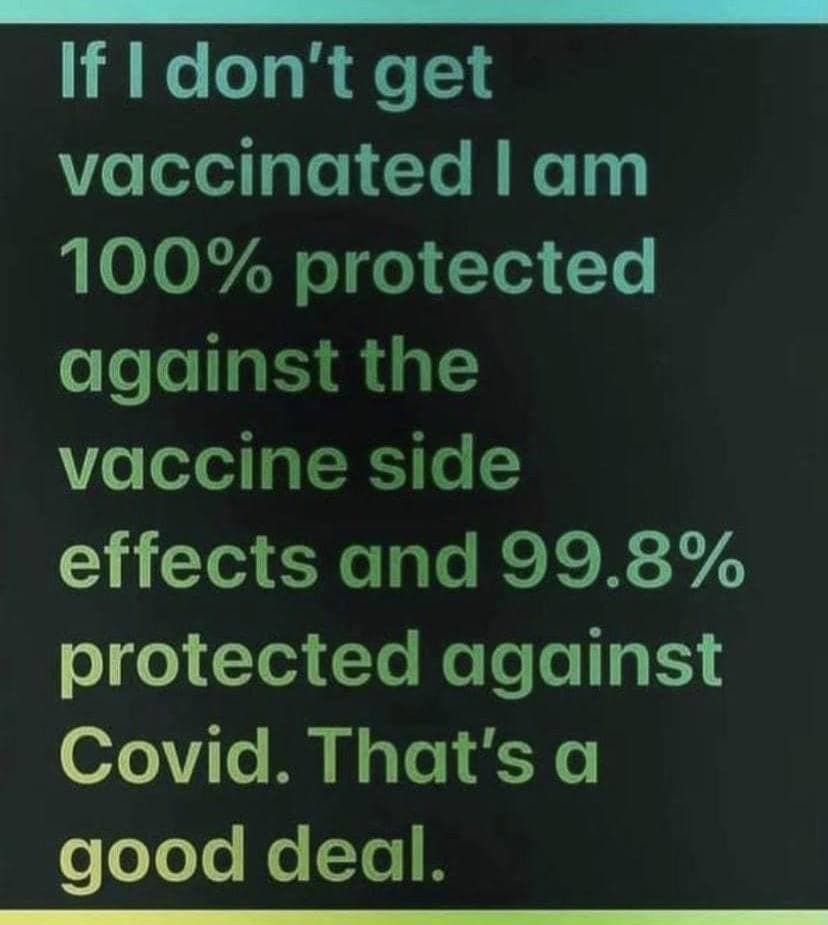 If I don't get
vaccinated I am
100% protected
against the
vaccine side
effects and 99.8%
protected against
Covid. That's a
good deal.